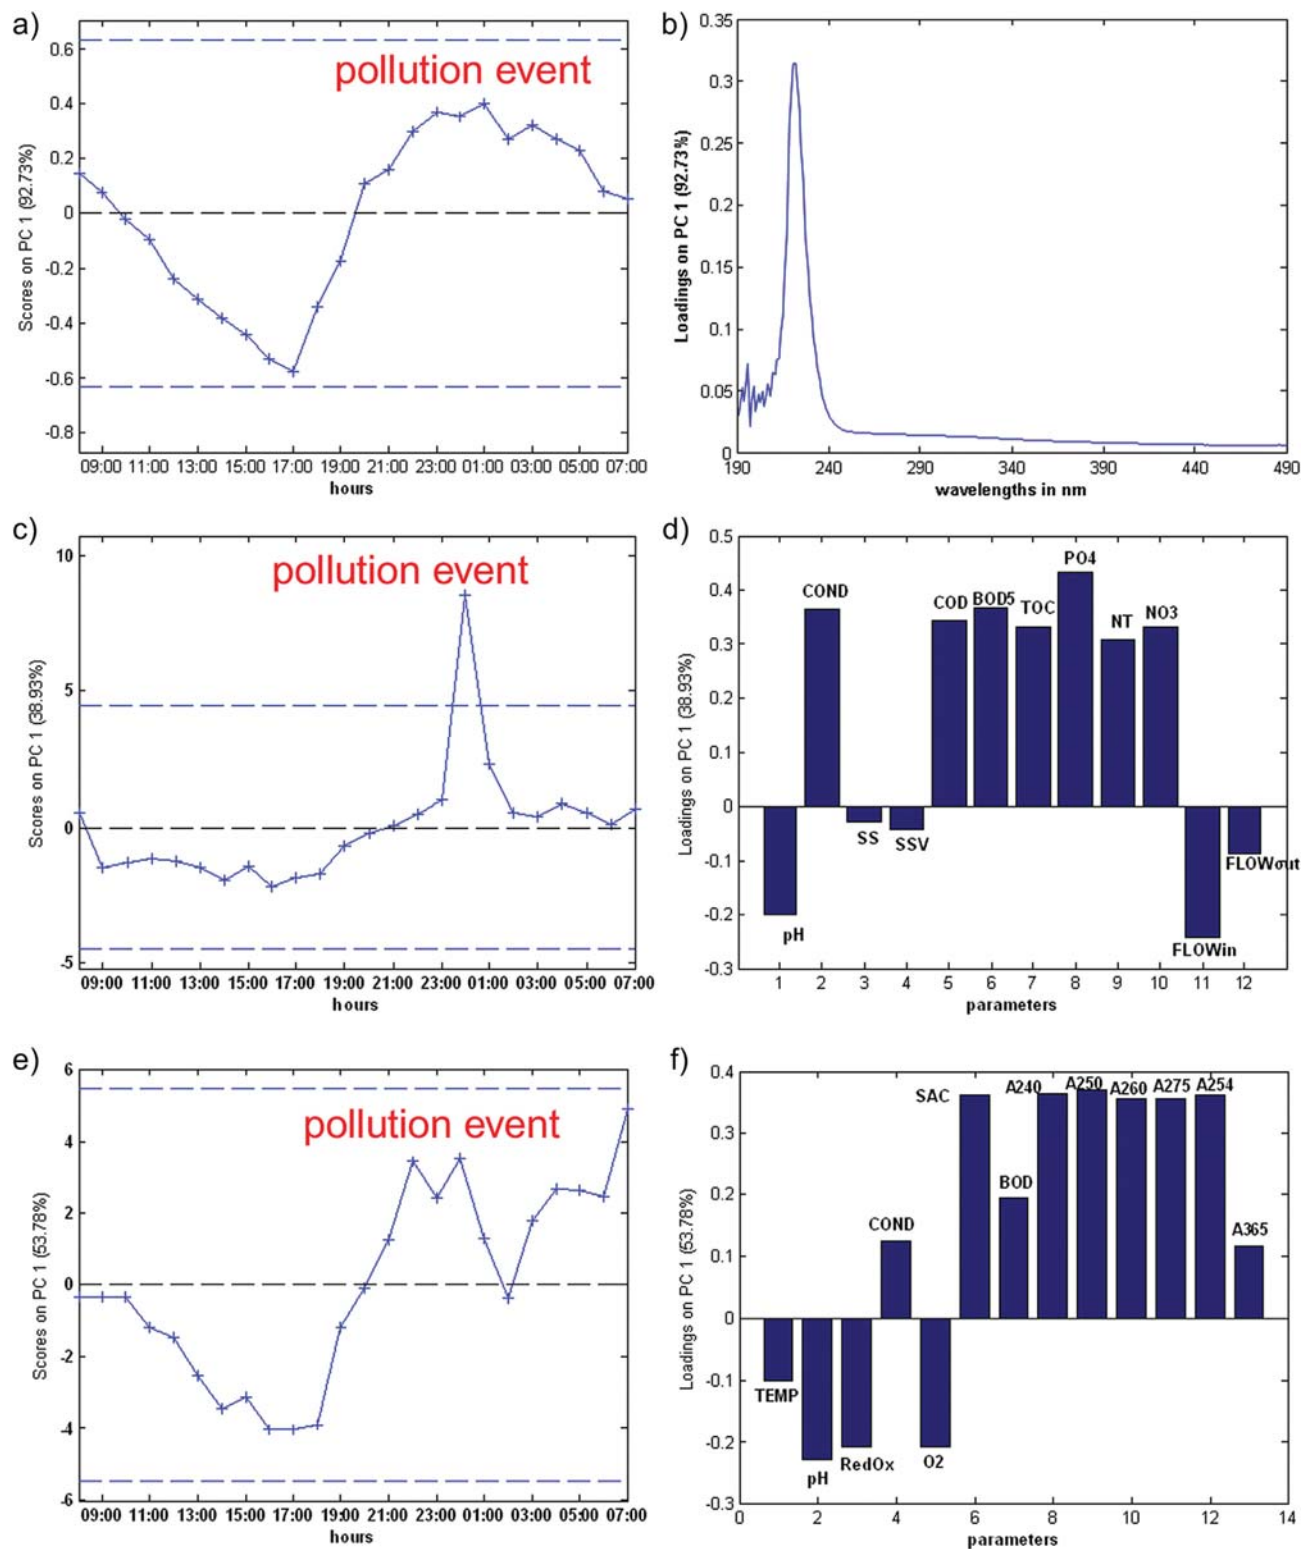 a)
pollution event
Scores on PC 1 (92.73%)
0.6
0.4
0.2
0
-0.2
-0.4
-0.6
-0.8
09:00 11:00 13:00 15:00 17:00 19:00 21:00 23:00 01:00 03:00 05:00 07:00
hours
b)
Loadings on PC 1 (92.73%)
0.35
0.3
0.25
0.2
0.15
0.1
0.05
0
190 240 290 340 390 440 490
wavelengths in nm
c)
pollution event
Scores on PC 1 (38.93%)
10
5
0
-5
09:00 11:00 13:00 15:00 17:00 19:00 21:00 23:00 01:00 03:00 05:00 07:00
hours
d)
Loadings on PC 1 (38.93%)
0.5
0.4
0.3
0.2
0.1
0
-0.1
-0.2
-0.3
pH
COND
SS
SSV
COD
BOD5
TOC
PO4
NT
NO3
FLOWin
FLOWout
1 2 3 4 5 6 7 8 9 10 11 12
parameters
e)
pollution event
Scores on PC 1 (53.78%)
6
4
2
0
-2
-4
-6
09:00 11:00 13:00 15:00 17:00 19:00 21:00 23:00 01:00 03:00 05:00 07:00
hours
f)
Loadings on PC 1 (53.78%)
0.4
0.3
0.2
0.1
0
-0.1
-0.2
-0.3
TEMP
pH
RedOx
COND
O2
SAC
BOD
A240
A250
A260
A275
A254
A365
0 2 4 6 8 10 12 14
parameters